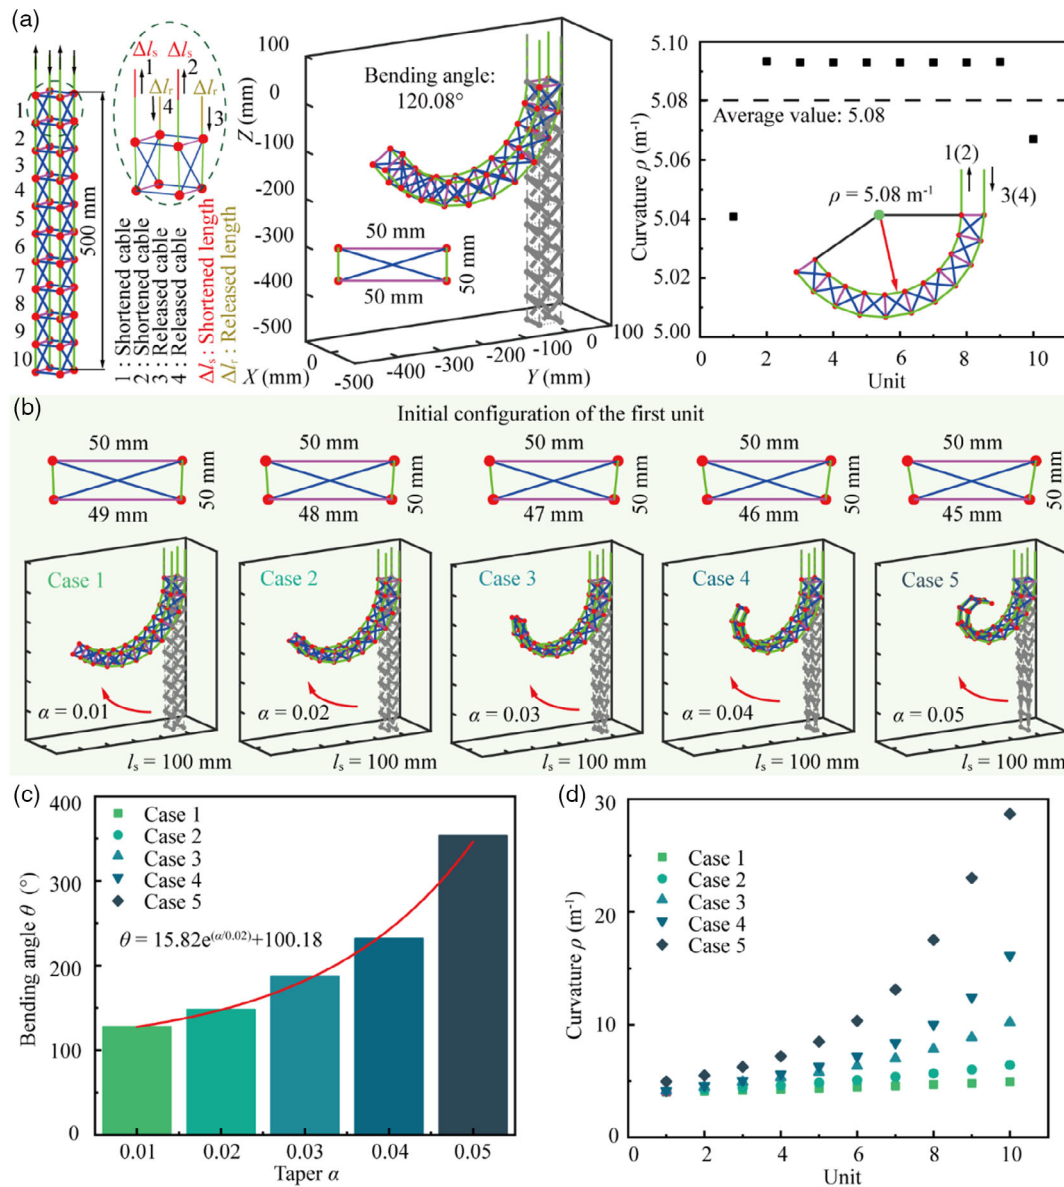 (a)
Δls Δls
1 2
Δlr Δlr
4 3
1
2
3
4
5
6
7
8
9
10
500 mm
1 : Shortened cable
2 : Shortened cable
3 : Released cable
4 : Released cable
Δls : Shortened length
Δlr : Released length
100
0
-100
-200
-300
-400
-500
Z (mm)
Bending angle:
120.08°
50 mm
50 mm
50 mm
0
-500
-400
-300
-200
-100
0
100
X (mm)
Y (mm)
5.10
5.08
5.06
5.04
5.02
5.00
Curvature ρ (m⁻¹)
Average value: 5.08
1(2)
3(4)
ρ = 5.08 m⁻¹
0 2 4 6 8 10
Unit
(b)
Initial configuration of the first unit
50 mm 50 mm 50 mm 50 mm 50 mm
50 mm 50 mm 50 mm 50 mm 50 mm
49 mm 48 mm 47 mm 46 mm 45 mm
Case 1 Case 2 Case 3 Case 4 Case 5
α = 0.01 α = 0.02 α = 0.03 α = 0.04 α = 0.05
ls = 100 mm ls = 100 mm ls = 100 mm ls = 100 mm ls = 100 mm
(c)
400
300
200
100
0
Bending angle θ (°)
Case 1
Case 2
Case 3
Case 4
Case 5
θ = 15.82e^(α/0.02)+100.18
0.01 0.02 0.03 0.04 0.05
Taper α
(d)
30
20
10
0
Curvature ρ (m⁻¹)
Case 1
Case 2
Case 3
Case 4
Case 5
0 2 4 6 8 10
Unit